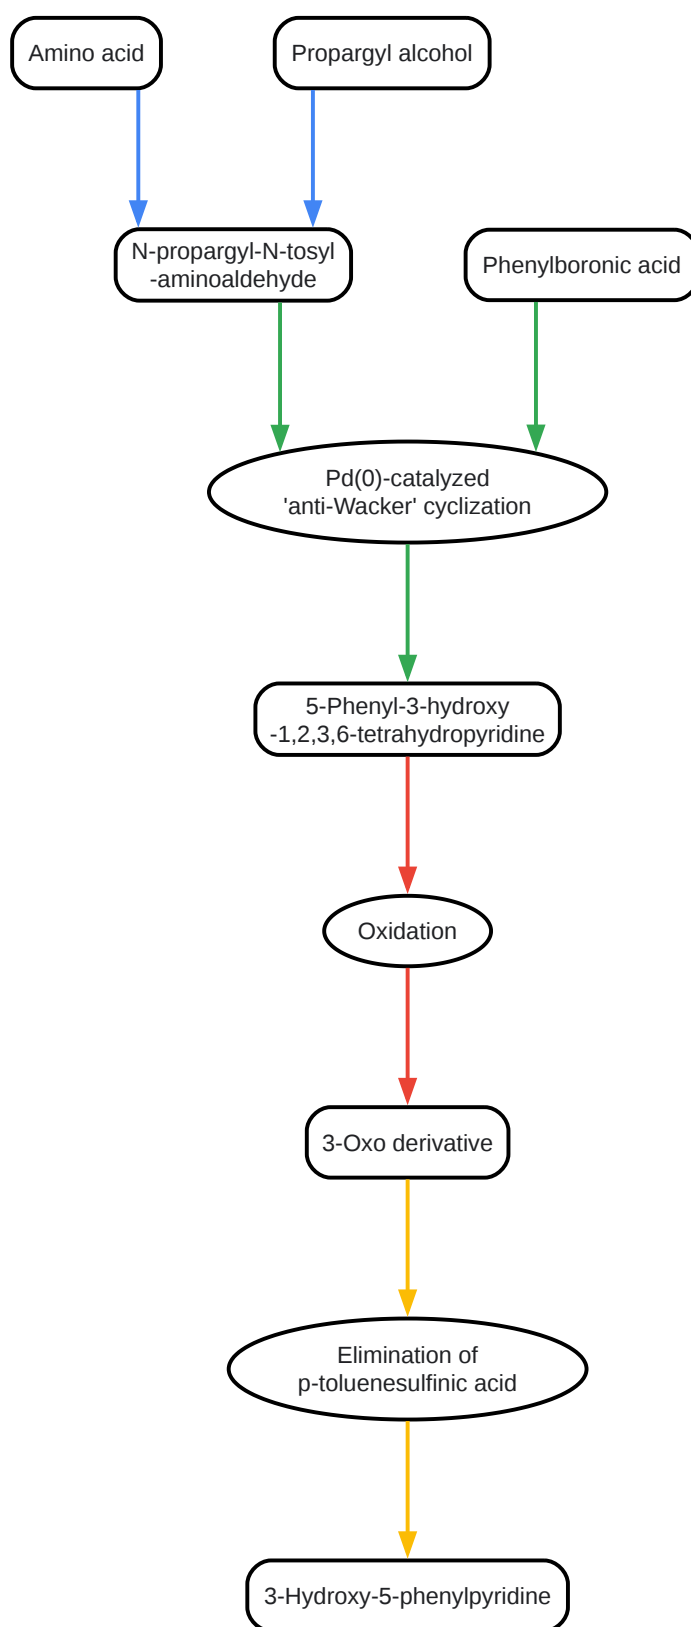 Amino acid
Propargyl alcohol
N-propargyl-N-tosyl
-aminoaldehyde
Phenylboronic acid
Pd(0)-catalyzed
'anti-Wacker' cyclization
5-Phenyl-3-hydroxy
-1,2,3,6-tetrahydropyridine
Oxidation
3-Oxo derivative
Elimination of
p-toluenesulfinic acid
3-Hydroxy-5-phenylpyridine